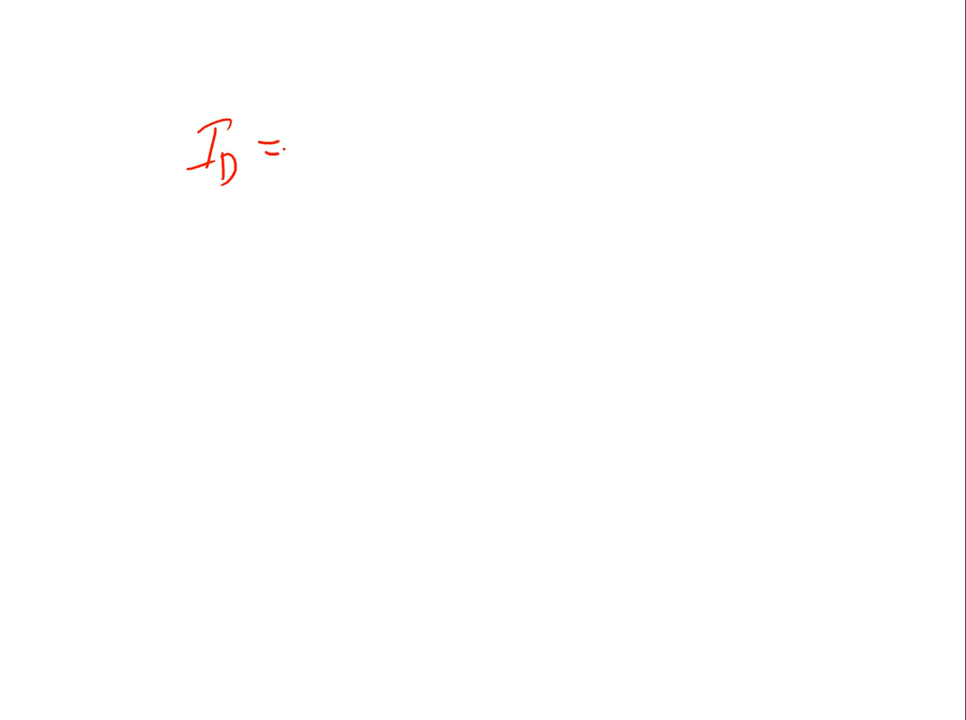 I_D =